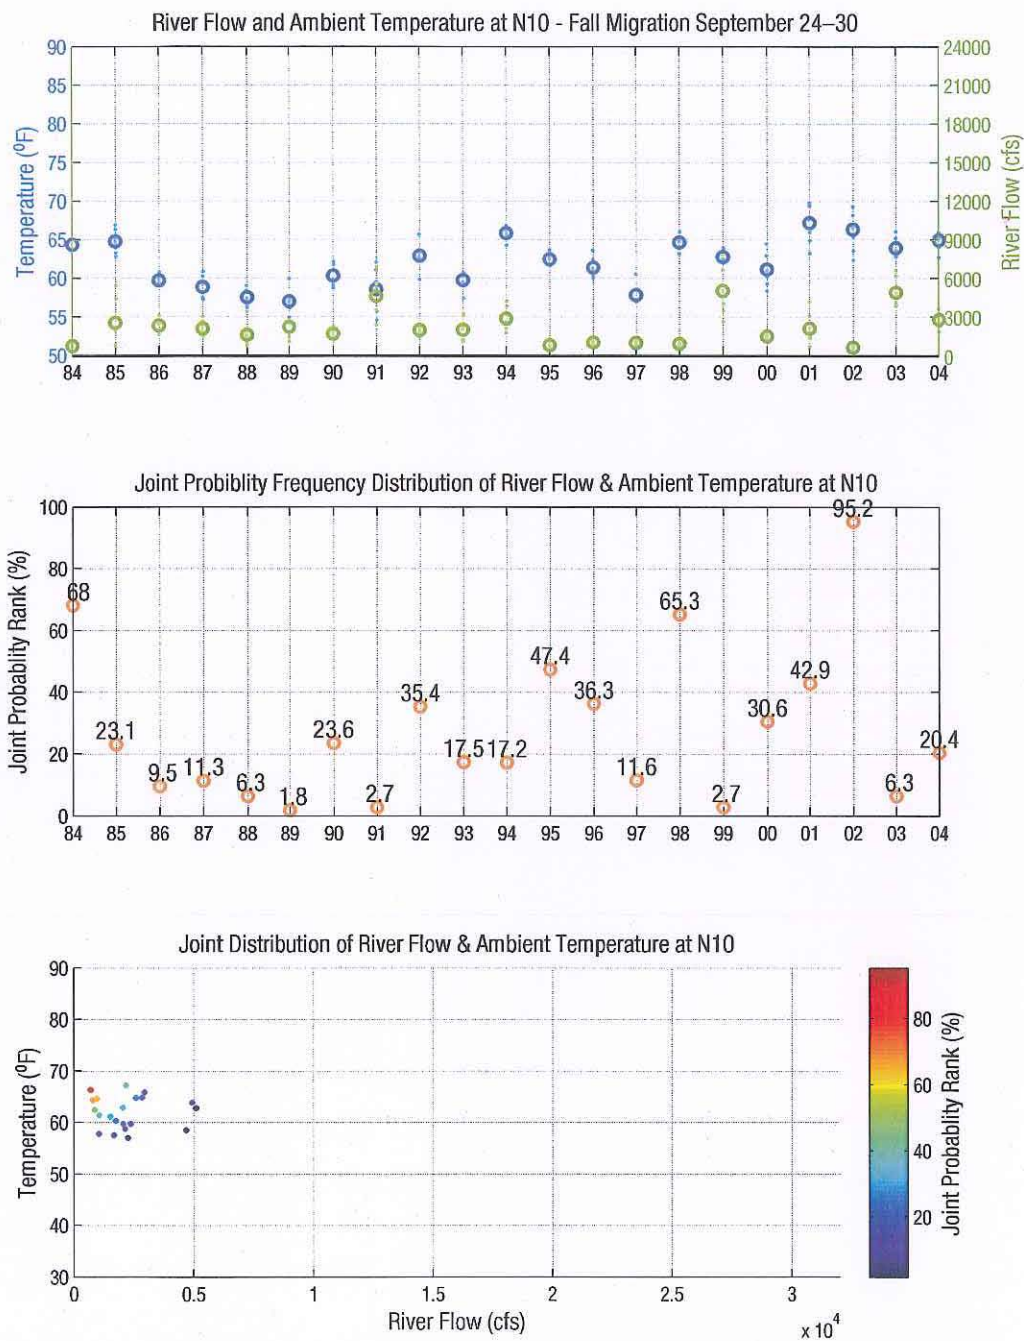 River Flow and Ambient Temperature at N10 - Fall Migration September 24–30
Temperature (⁰F)
90
85
80
75
70
65
60
55
50
River Flow (cfs)
24000
21000
18000
15000
12000
9000
6000
3000
0
84 85 86 87 88 89 90 91 92 93 94 95 96 97 98 99 00 01 02 03 04
Joint Probiblity Frequency Distribution of River Flow & Ambient Temperature at N10
Joint Probablity Rank (%)
100
80
60
40
20
0
68 23.1 9.5 11.3 6.3 1.8 23.6 2.7 35.4 17.5 17.2 47.4 36.3 11.6 65.3 2.7 30.6 42.9 95.2 6.3 20.4
84 85 86 87 88 89 90 91 92 93 94 95 96 97 98 99 00 01 02 03 04
Joint Distribution of River Flow & Ambient Temperature at N10
Temperature (⁰F)
90
80
70
60
50
40
30
0 0.5 1 1.5 2 2.5 3
River Flow (cfs)
x 10⁴
80
60
40
20
Joint Probablity Rank (%)